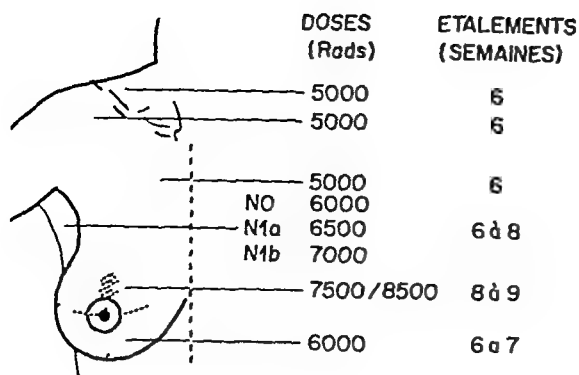 DOSES ETALEMENTS
(Rads) (SEMAINES)
5000 6
5000 6
5000 6
N0 6000
N1a 6500 6 à 8
N1b 7000
7500/8500 8 à 9
6000 6 a 7